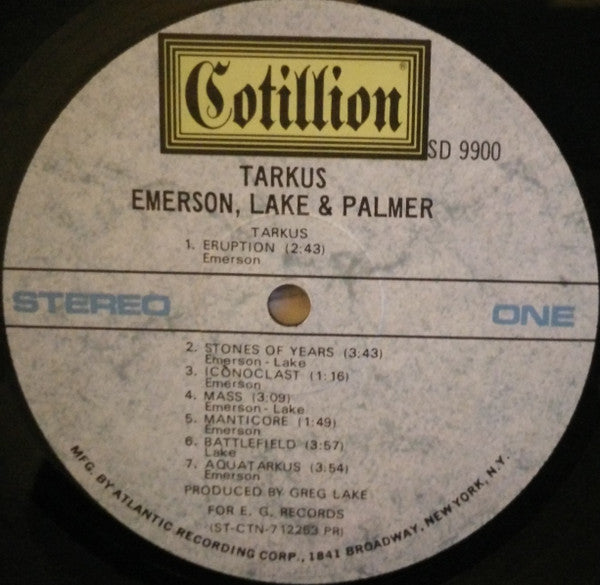 Cotillion®
SD 9900
TARKUS
EMERSON, LAKE & PALMER
TARKUS
1. ERUPTION (2:43)
Emerson
STEREO
ONE
2. STONES OF YEARS (3:43)
Emerson - Lake
3. ICONOCLAST (1:16)
Emerson
4. MASS (3:09)
Emerson - Lake
5. MANTICORE (1:49)
Emerson
6. BATTLEFIELD (3:57)
Lake
7. AQUATARKUS (3:54)
Emerson
PRODUCED BY GREG LAKE
FOR E. G. RECORDS
(ST-CTN-712253 PR)
MFG. BY ATLANTIC RECORDING CORP., 1841 BROADWAY, NEW YORK, N.Y.